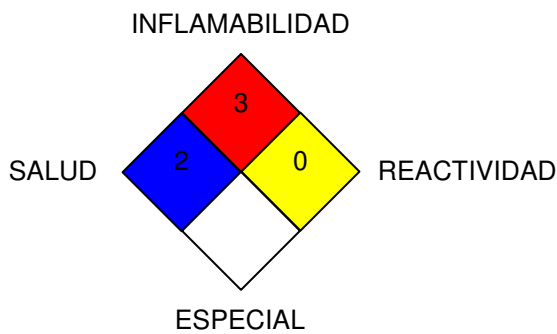 INFLAMABILIDAD
3
SALUD
2
0
REACTIVIDAD
ESPECIAL